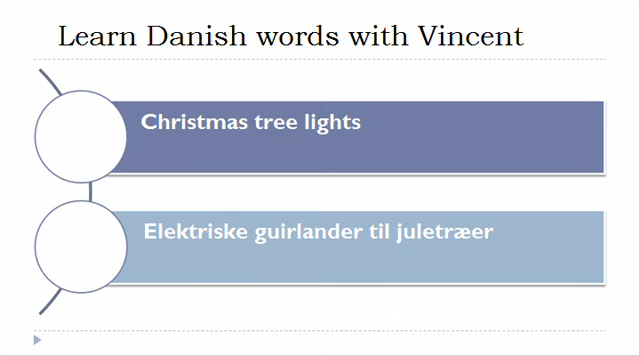 Learn Danish words with Vincent
Christmas tree lights
Elektriske guirlander til juletræer